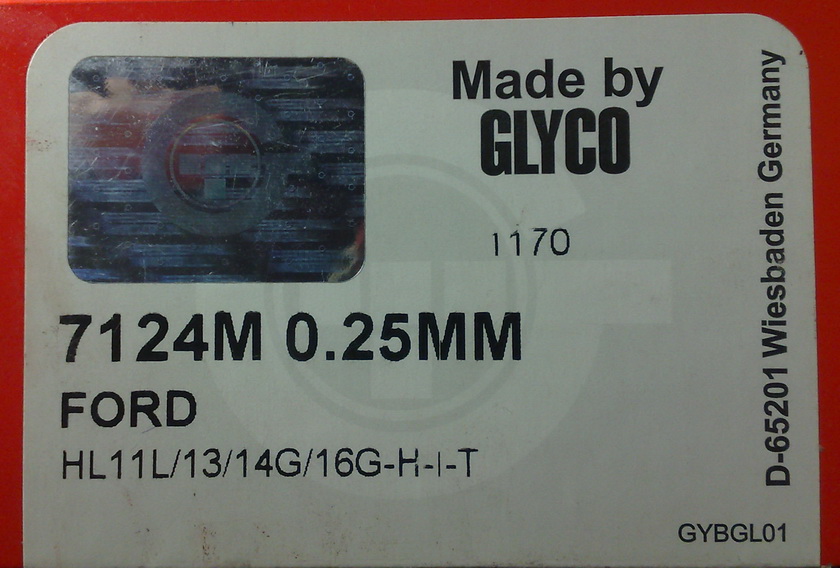 Made by
GLYCO
1170
7124M 0.25MM
FORD
HL11L/13/14G/16G-H-I-T
D-65201 Wiesbaden Germany
GYBGL01